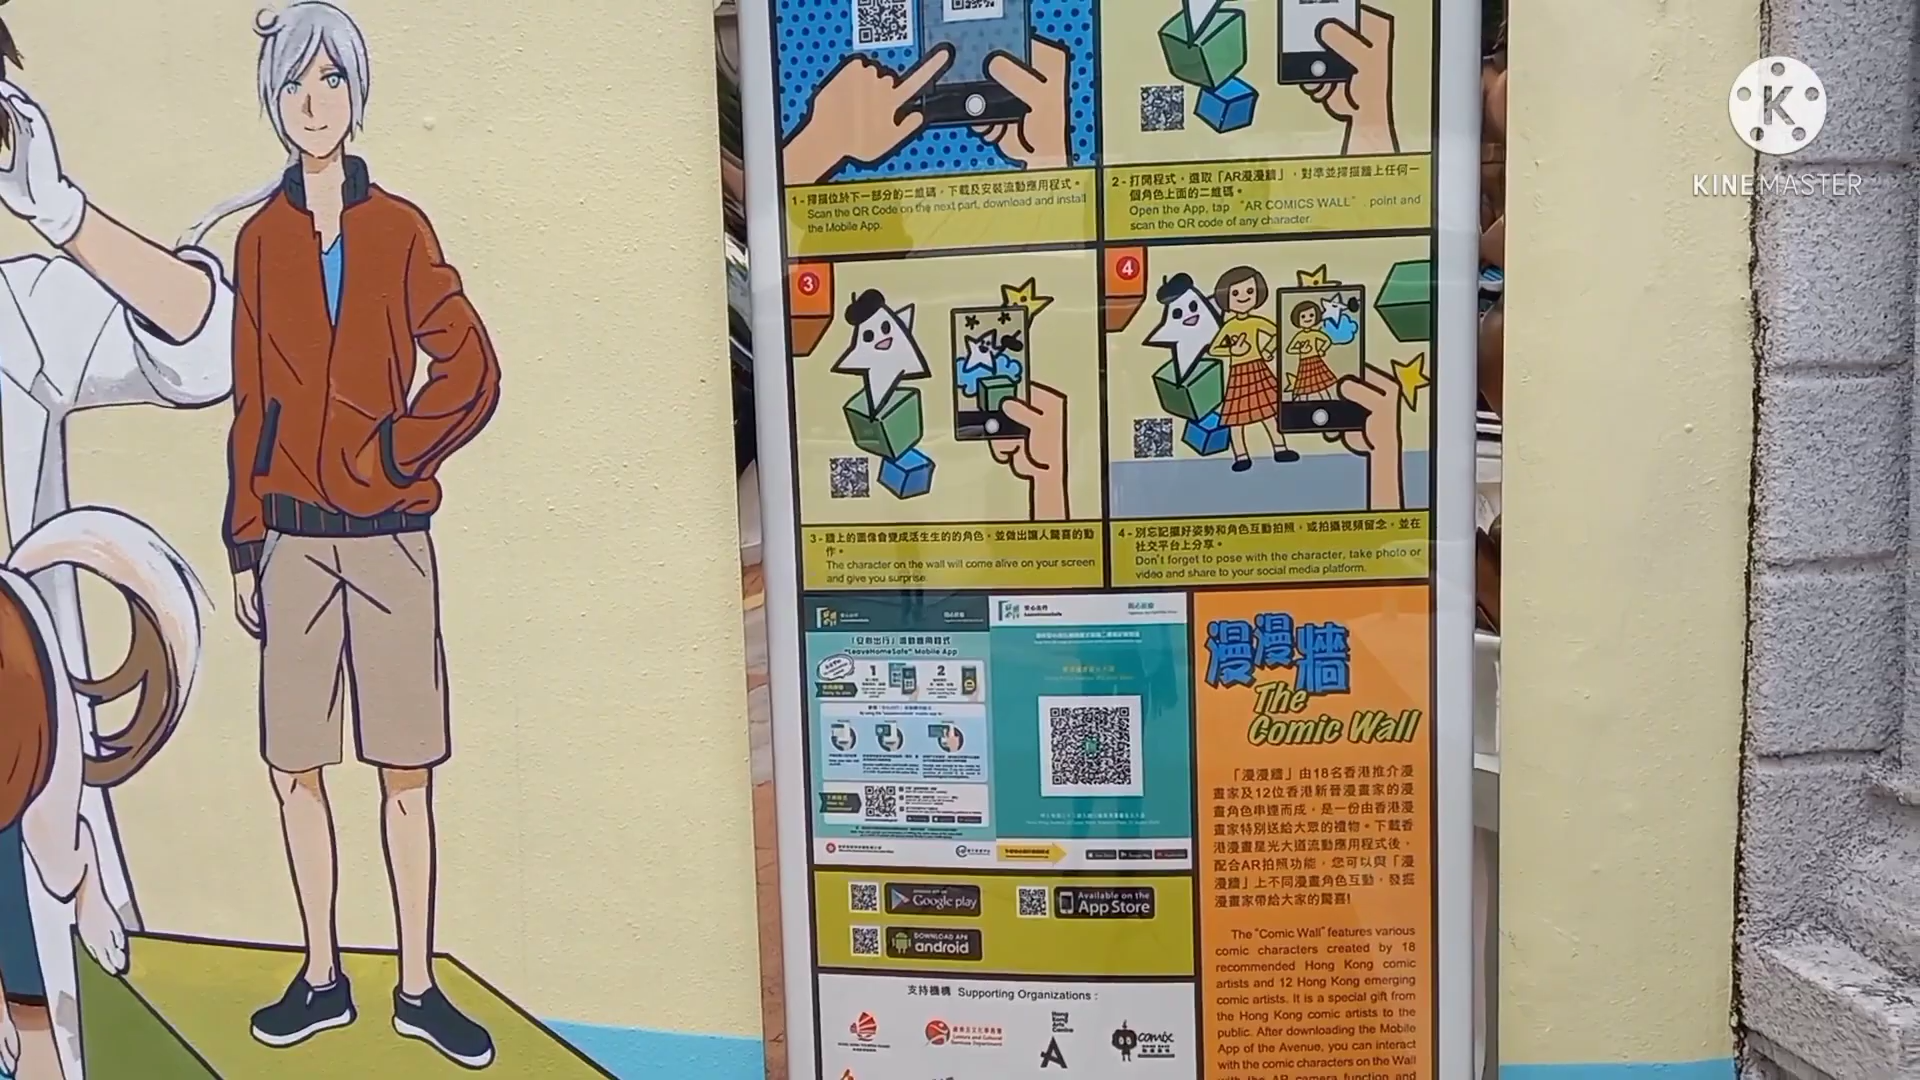 KINEMASTER
1 - 掃描位於下一部分的二維碼，下載及安裝流動應用程式。
Scan the QR Code on the next part, download and install
the Mobile App.
2 - 打開程式，選取「AR漫漫牆」，對準並掃描牆上任何一
個角色上面的二維碼。
Open the App, tap "AR COMICS WALL", point and
scan the QR code of any character.
3
4
3 - 牆上的圖像會變成活生生的的角色，並做出讓人驚喜的動
作。
The character on the wall will come alive on your screen
and give you surprise.
4 - 別忘記擺好姿勢和角色互動拍照，或拍攝視頻留念，並在
社交平台上分享。
Don't forget to pose with the character, take photo or
video and share to your social media platform.
「安心出行」流動應用程式
"LeaveHomeSafe" Mobile App
1
2
Google play
Available on the
App Store
DOWNLOAD APK
android
支持機構 Supporting Organizations :
Hong
Kong
Arts
Centre
comix
漫漫牆
The
Comic Wall
「漫漫牆」由18名香港推介漫
畫家及12位香港新晉漫畫家的漫
畫角色串連而成，是一份由香港漫
畫家特別送給大眾的禮物。下載香
港漫畫星光大道流動應用程式後，
配合AR拍照功能，您可以與「漫
漫牆」上不同漫畫角色互動，發掘
漫畫家帶給大家的驚喜!
The "Comic Wall" features various
comic characters created by 18
recommended Hong Kong comic
artists and 12 Hong Kong emerging
comic artists. It is a special gift from
the Hong Kong comic artists to the
public. After downloading the Mobile
App of the Avenue, you can interact
with the comic characters on the Wall
with the AR camera function and